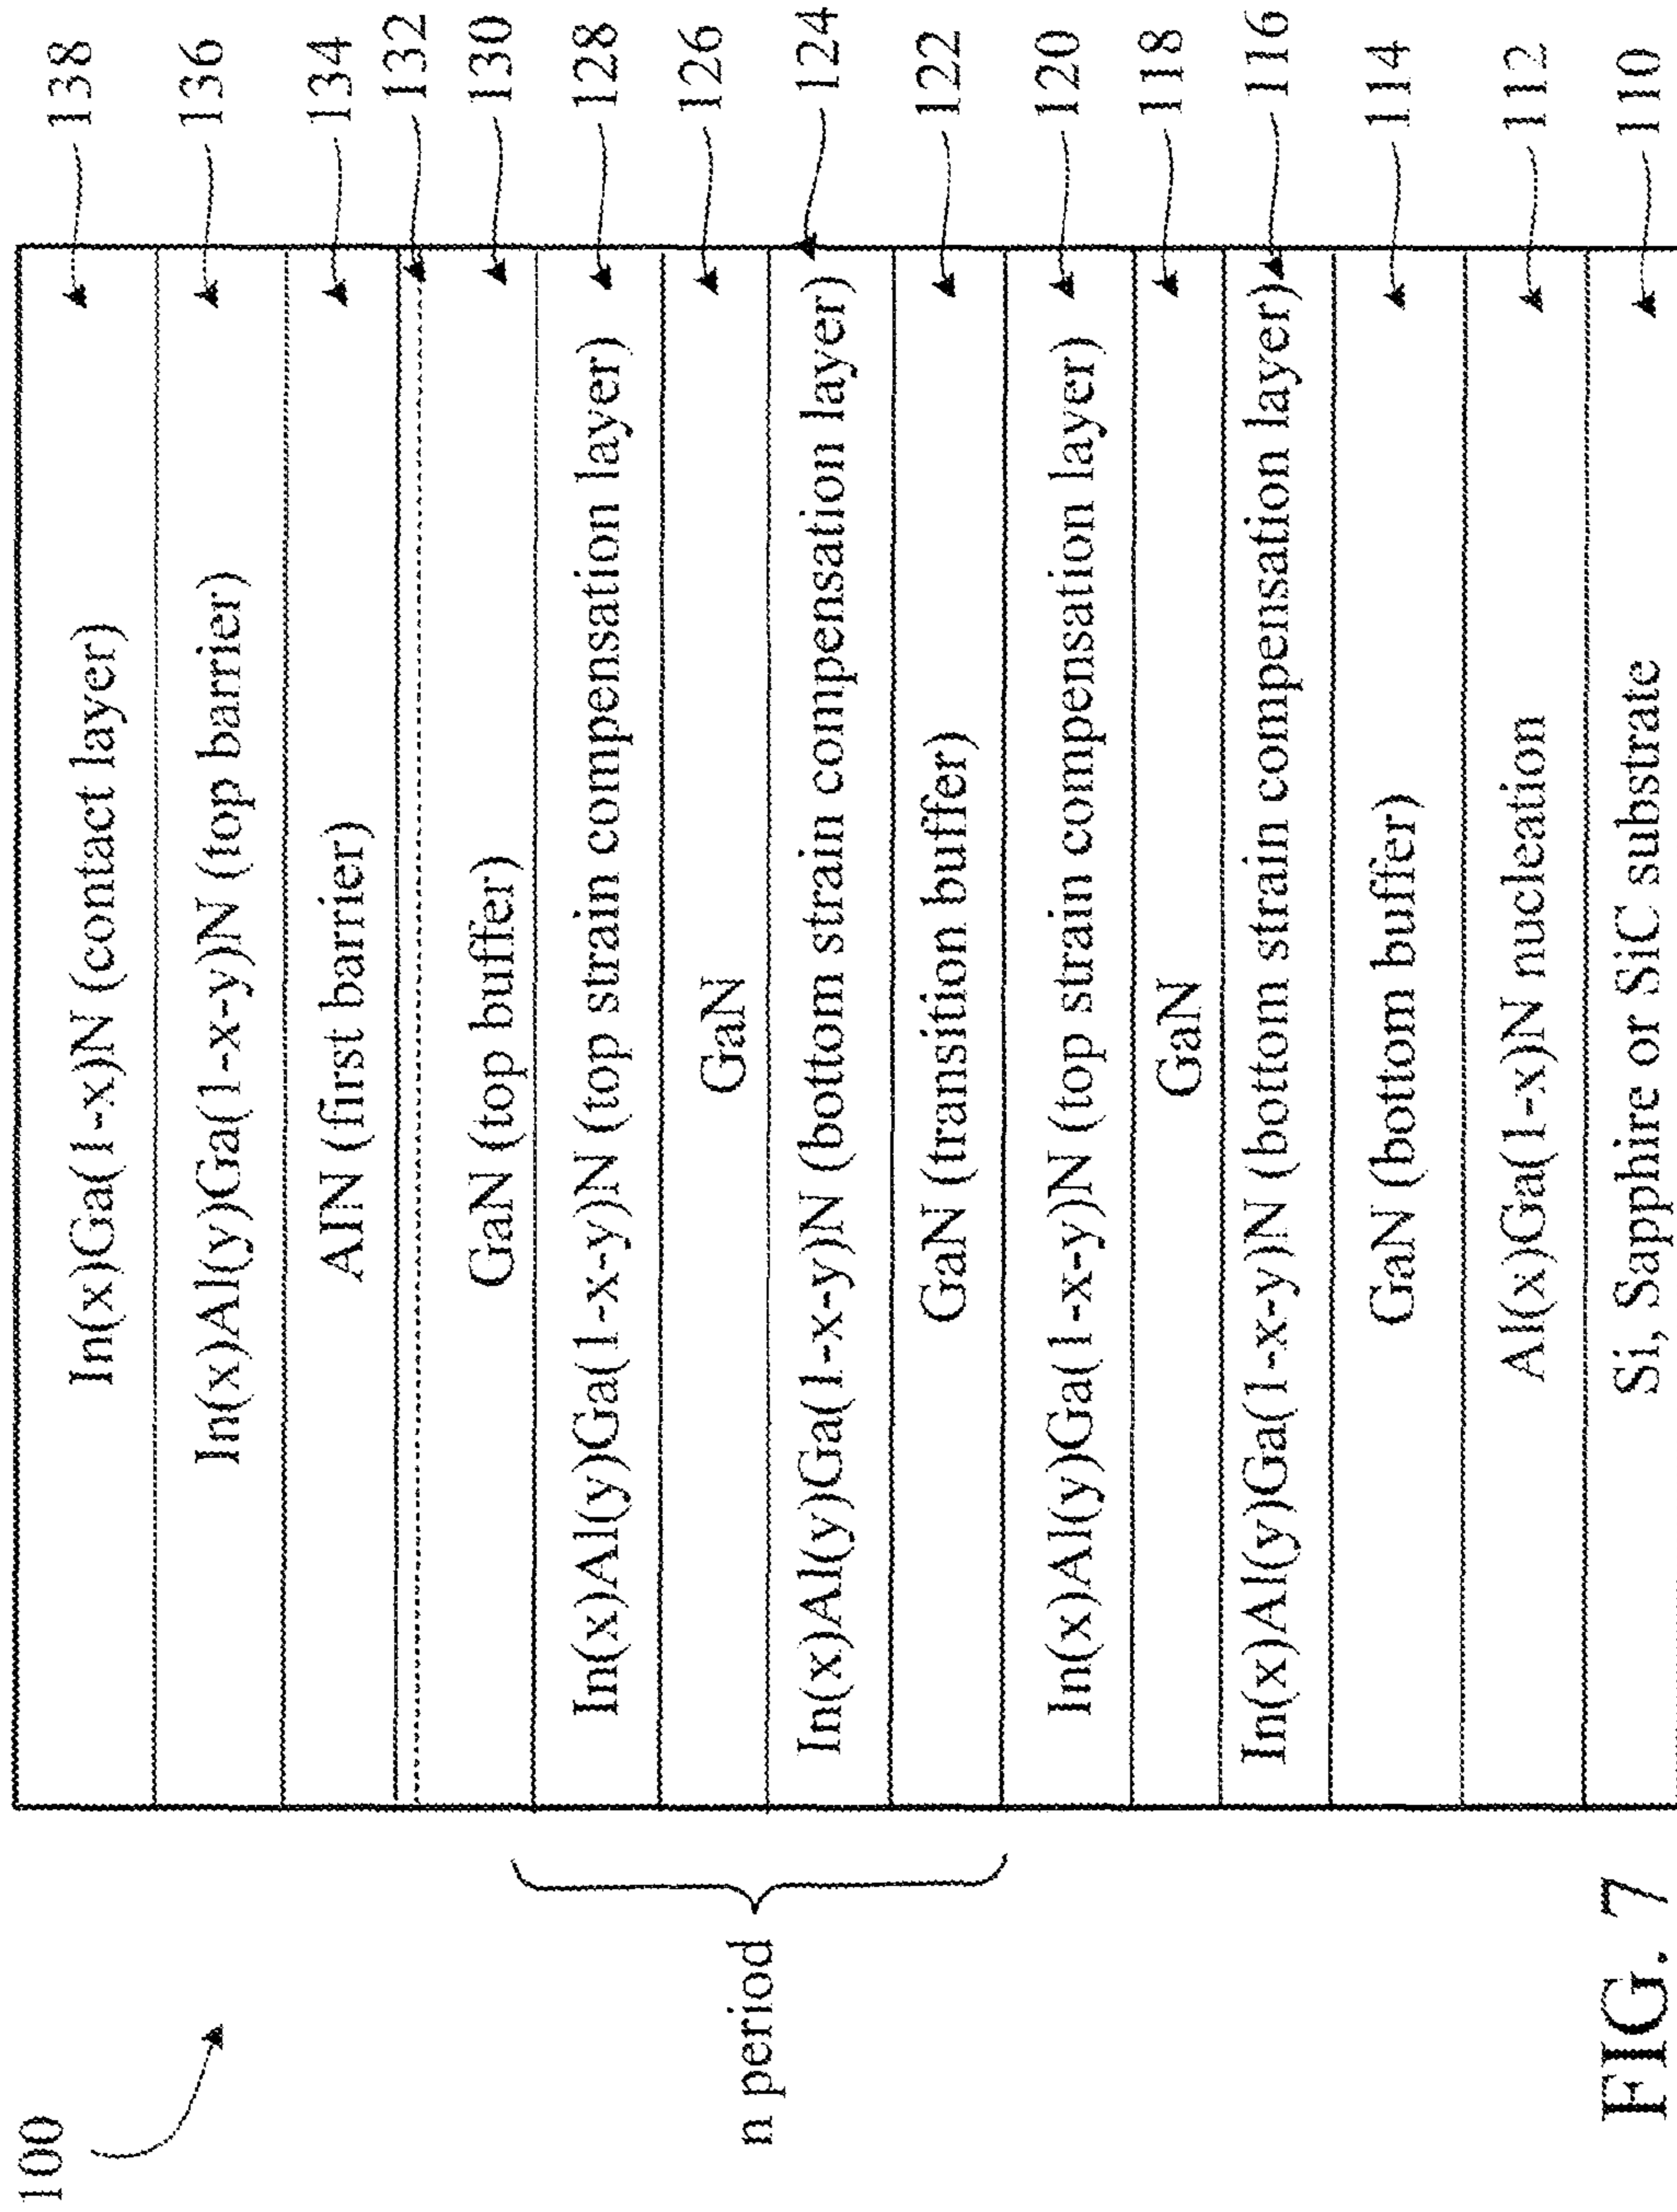 100
In(x)Ga(1-x)N (contact layer) 138
In(x)Al(y)Ga(1-x-y)N (top barrier) 136
AlN (first barrier) 134
132
GaN (top buffer) 130
In(x)Al(y)Ga(1-x-y)N (top strain compensation layer) 128
GaN 126
In(x)Al(y)Ga(1-x-y)N (bottom strain compensation layer) 124
GaN (transition buffer) 122
n period
In(x)Al(y)Ga(1-x-y)N (top strain compensation layer) 120
GaN 118
In(x)Al(y)Ga(1-x-y)N (bottom strain compensation layer) 116
GaN (bottom buffer) 114
Al(x)Ga(1-x)N nucleation 112
Si, Sapphire or SiC substrate 110
FIG. 7